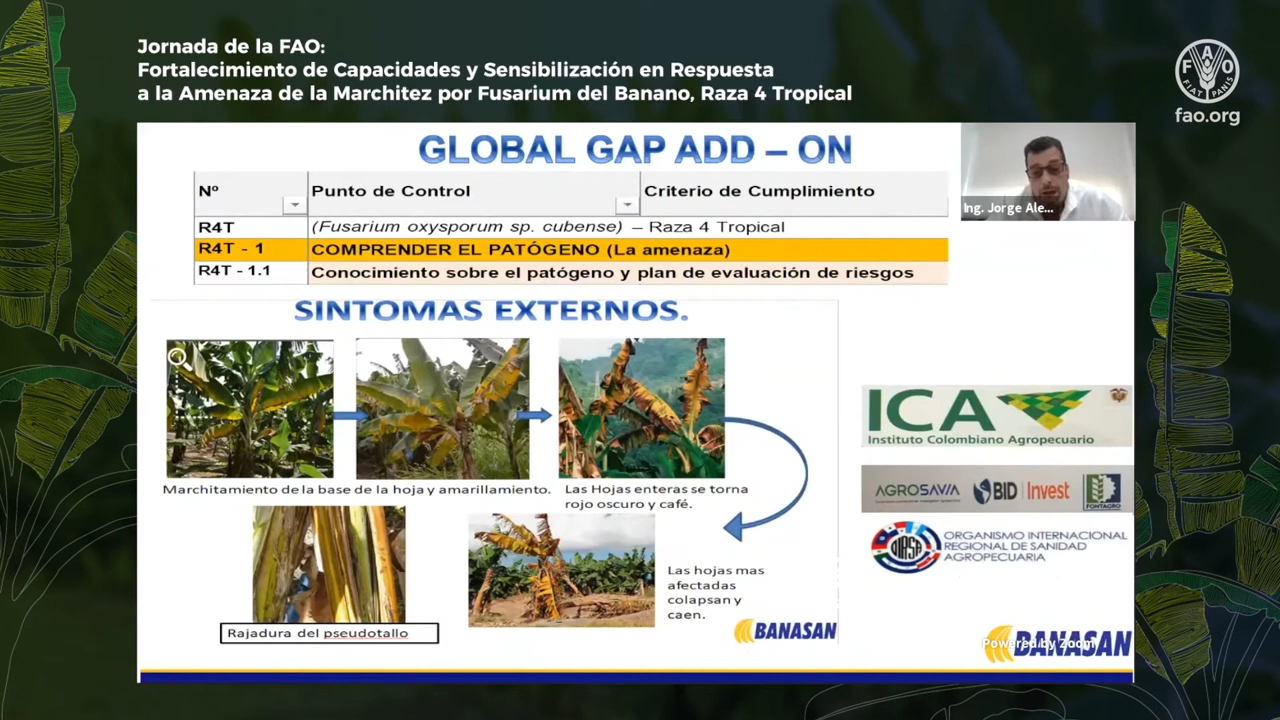 Jornada de la FAO:
Fortalecimiento de Capacidades y Sensibilización en Respuesta
a la Amenaza de la Marchitez por Fusarium del Banano, Raza 4 Tropical
F A O
FIAT PANIS
fao.org
GLOBAL GAP ADD – ON
Nº
Punto de Control
Criterio de Cumplimiento
R4T
(Fusarium oxysporum sp. cubense) – Raza 4 Tropical
R4T - 1
COMPRENDER EL PATÓGENO (La amenaza)
R4T - 1.1
Conocimiento sobre el patógeno y plan de evaluación de riesgos
Ing. Jorge Ale...
SINTOMAS EXTERNOS.
Marchitamiento de la base de la hoja y amarillamiento.
Las Hojas enteras se torna
rojo oscuro y café.
Rajadura del pseudotallo
Las hojas mas
afectadas
colapsan y
caen.
BANASAN
ICA
Instituto Colombiano Agropecuario
AGROSAVIA
BID Invest
FONTAGRO
OIRSA
ORGANISMO INTERNACIONAL
REGIONAL DE SANIDAD
AGROPECUARIA
Powered by Zoom
BANASAN